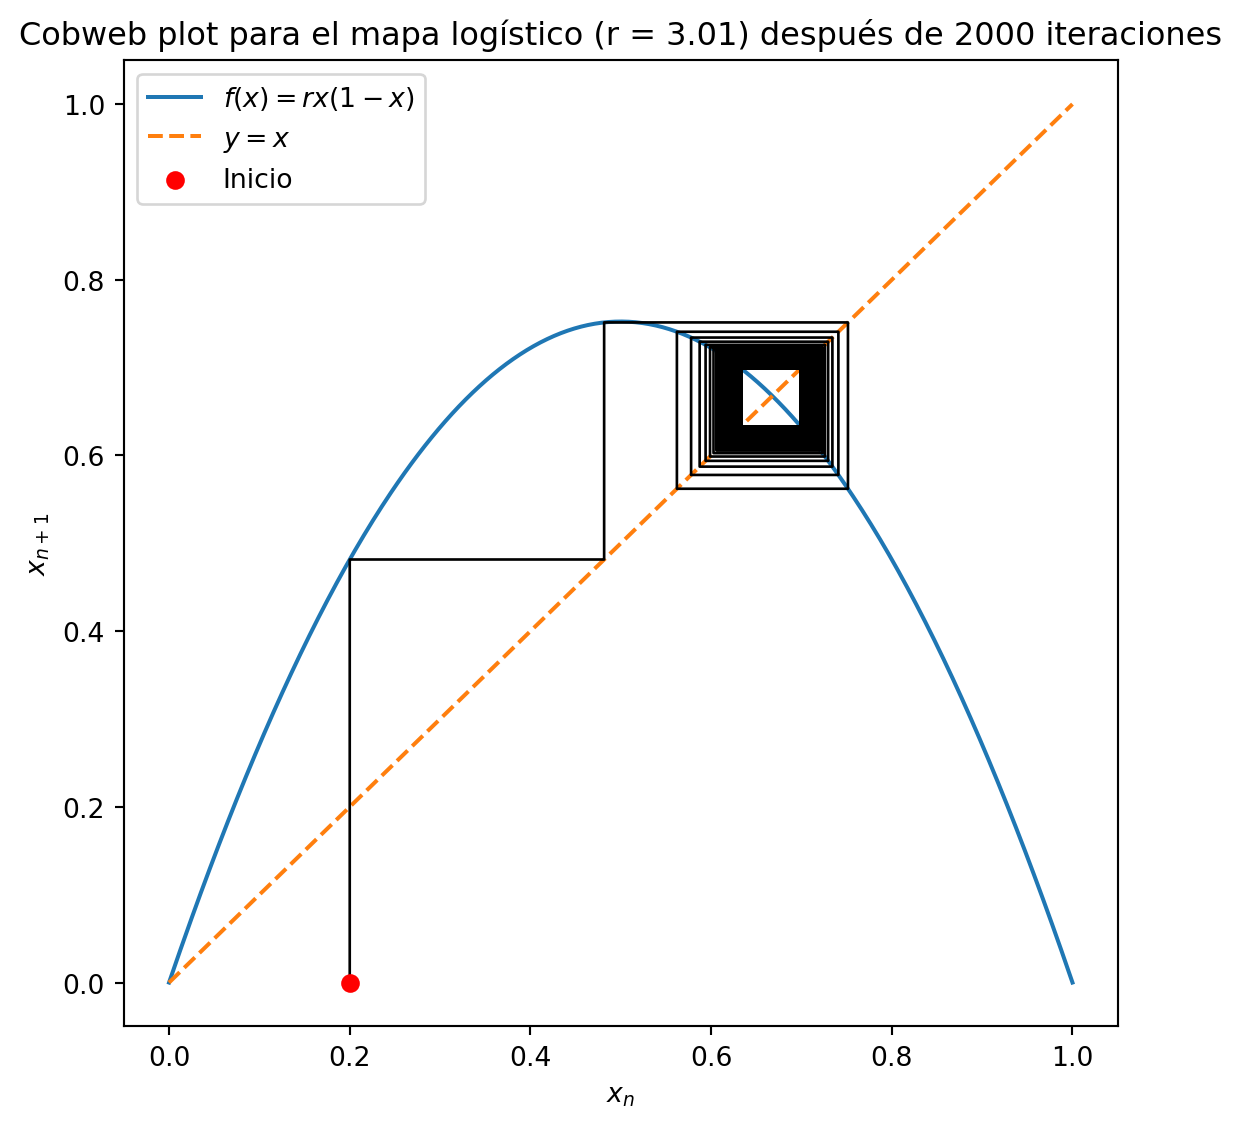 Cobweb plot para el mapa logístico (r = 3.01) después de 2000 iteraciones
f(x) = rx(1 − x)
y = x
Inicio
1.0
0.8
0.6
0.4
0.2
0.0
x_{n+1}
0.0 0.2 0.4 0.6 0.8 1.0
x_n